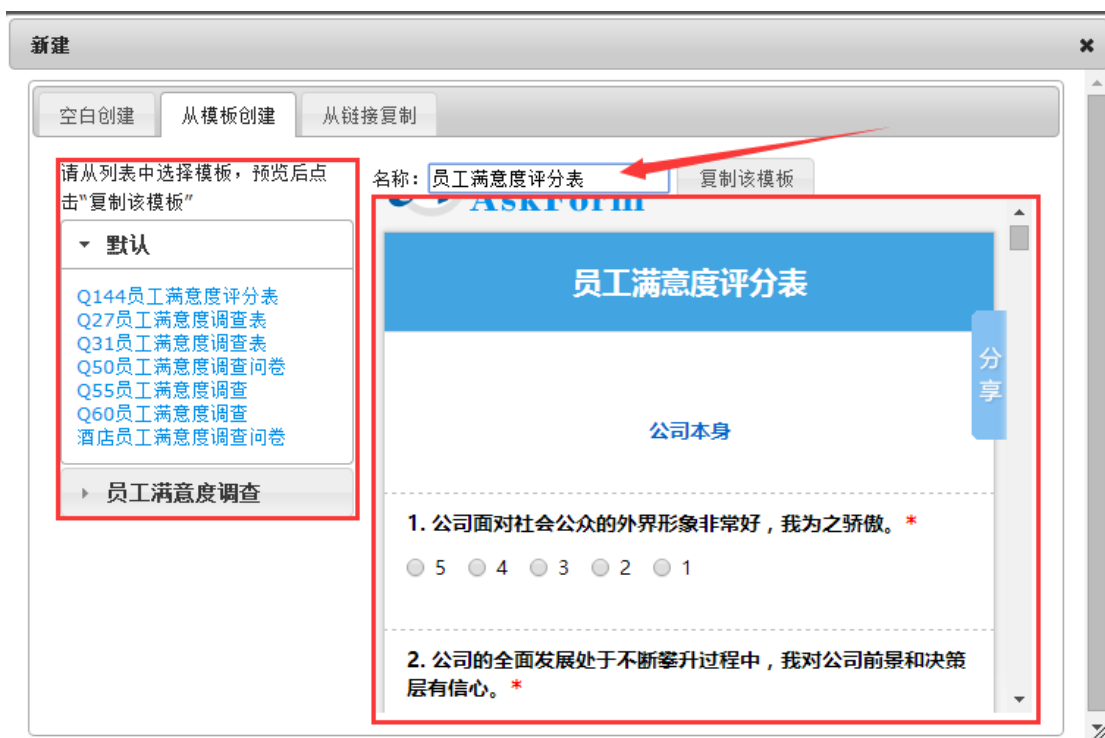 新建
空白创建 从模板创建 从链接复制
请从列表中选择模板，预览后点
击“复制该模板”
名称：员工满意度评分表 复制该模板
AskForm
默认
Q144员工满意度评分表
Q27员工满意度调查表
Q31员工满意度调查表
Q50员工满意度调查问卷
Q55员工满意度调查
Q60员工满意度调查
酒店员工满意度调查问卷
员工满意度调查
员工满意度评分表
分
享
公司本身
1. 公司面对社会公众的外界形象非常好，我为之骄傲。*
5 4 3 2 1
2. 公司的全面发展处于不断攀升过程中，我对公司前景和决策
层有信心。*